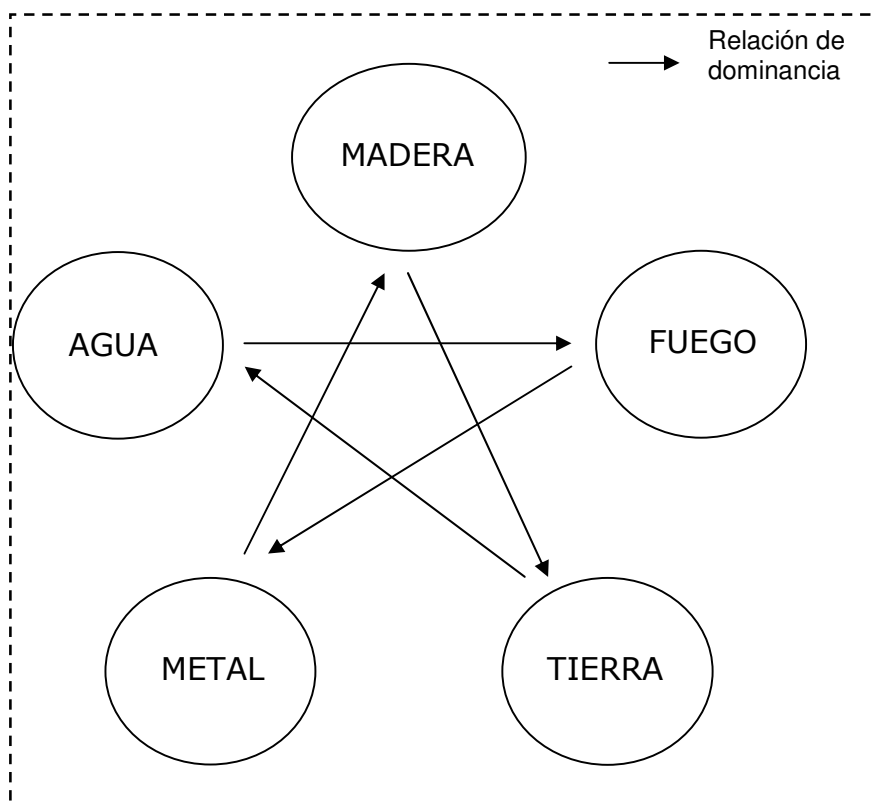 Relación de
dominancia
MADERA
AGUA
FUEGO
METAL
TIERRA